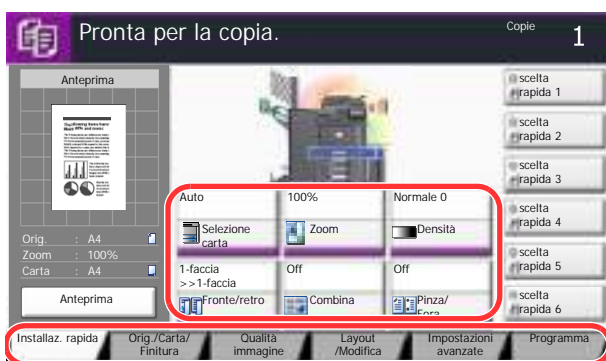 Pronta per la copia.
Copie 1
Anteprima
Orig. : A4
Zoom : 100%
Carta : A4
Anteprima
Auto
Selezione
carta
100%
Zoom
Normale 0
Densità
1-faccia
>>1-faccia
Fronte/retro
Off
Combina
Off
Pinza/
Fora
scelta
rapida 1
scelta
rapida 2
scelta
rapida 3
scelta
rapida 4
scelta
rapida 5
scelta
rapida 6
Installaz. rapida
Orig./Carta/
Finitura
Qualità
immagine
Layout
/Modifica
Impostazioni
avanzate
Programma